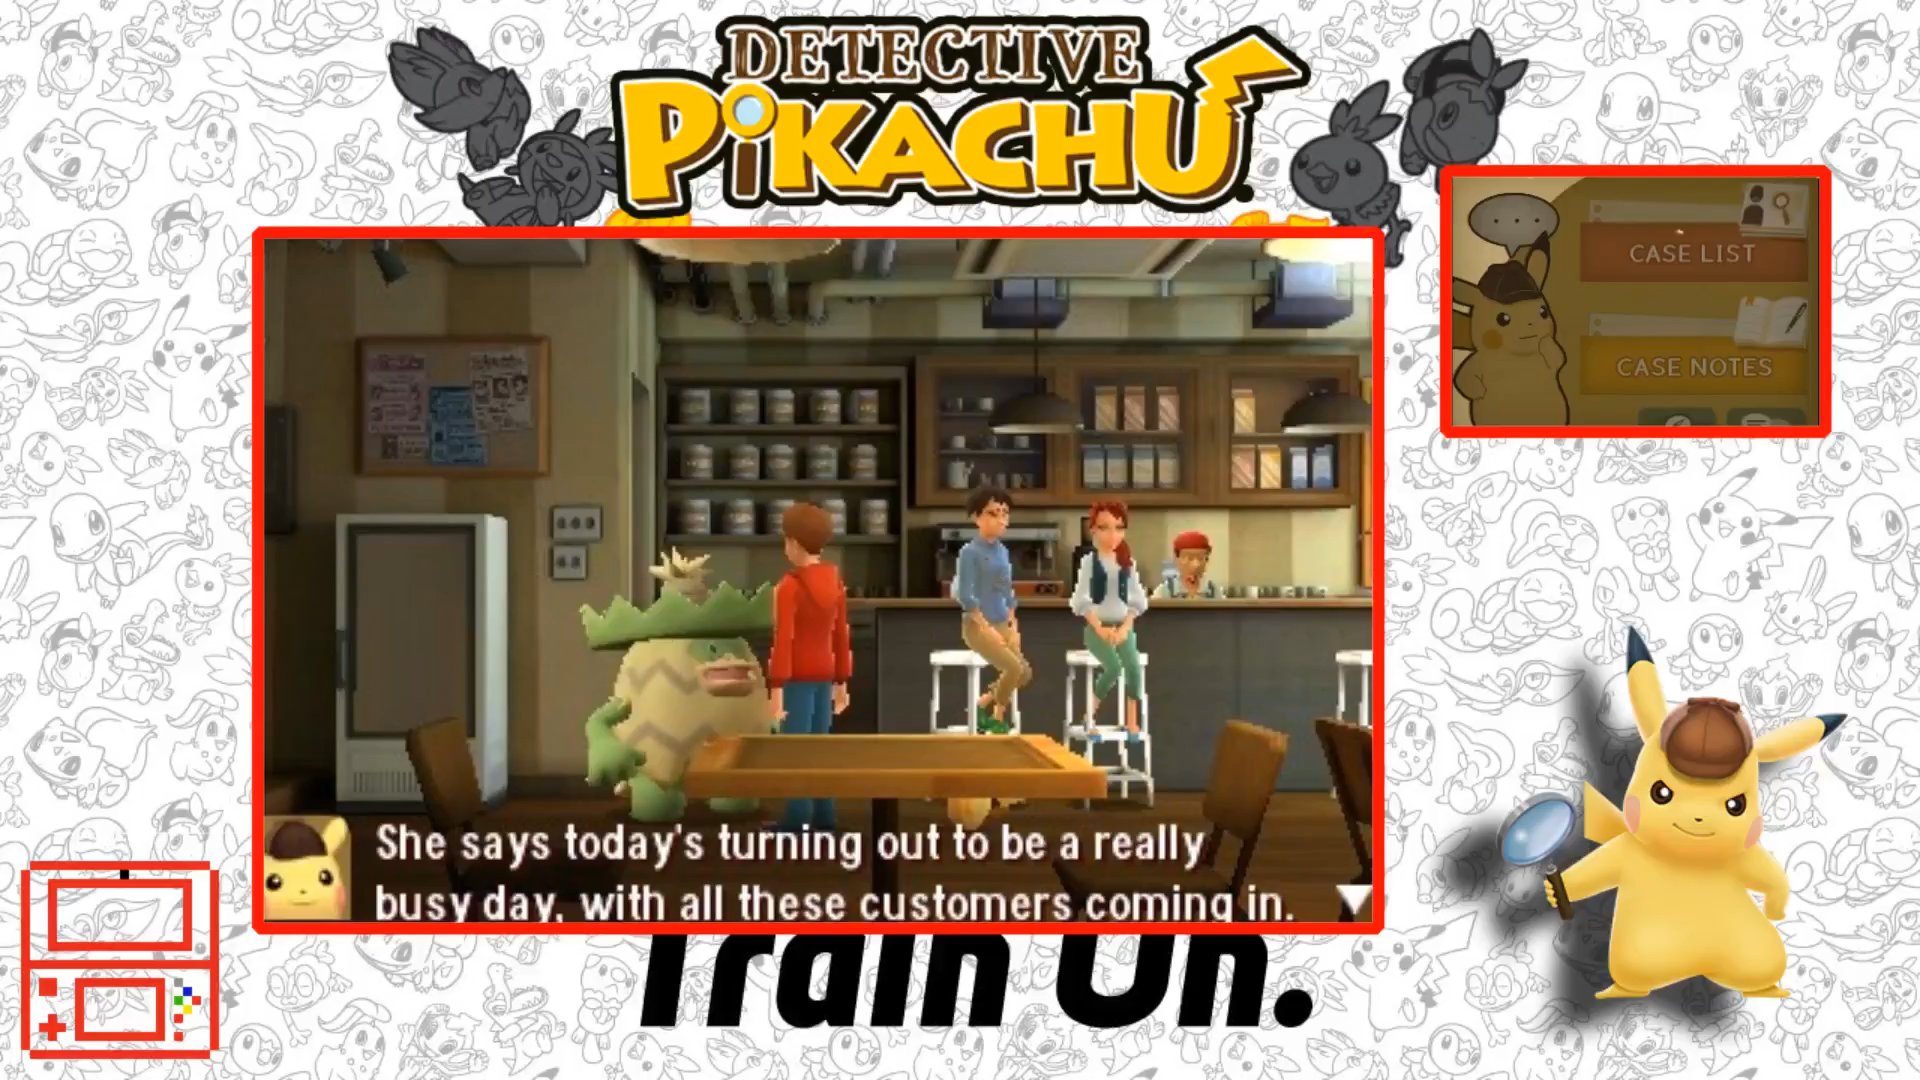 DETECTIVE
PiKACHU
CASE LIST
CASE NOTES
She says today's turning out to be a really
busy day, with all these customers coming in.
Train On.